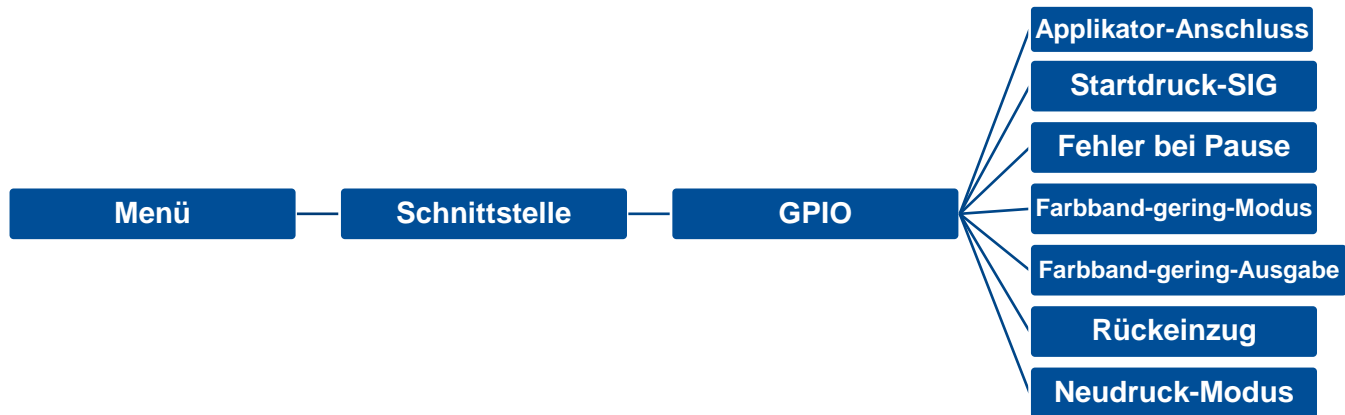 Menü
Schnittstelle
GPIO
Applikator-Anschluss
Startdruck-SIG
Fehler bei Pause
Farbband-gering-Modus
Farbband-gering-Ausgabe
Rückeinzug
Neudruck-Modus